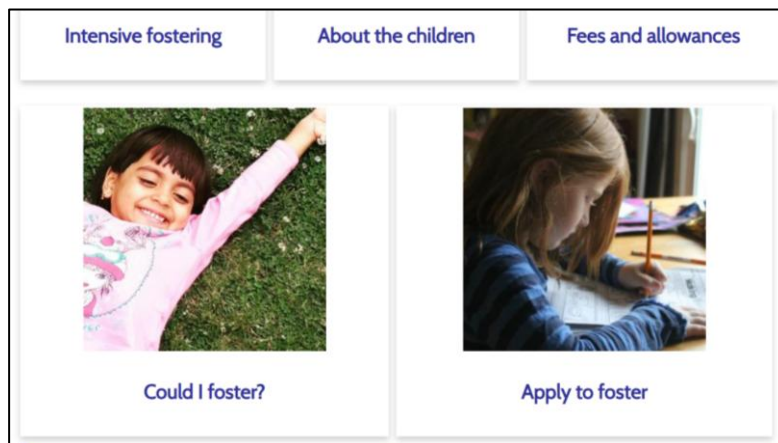 Intensive fostering
About the children
Fees and allowances
Could I foster?
Apply to foster